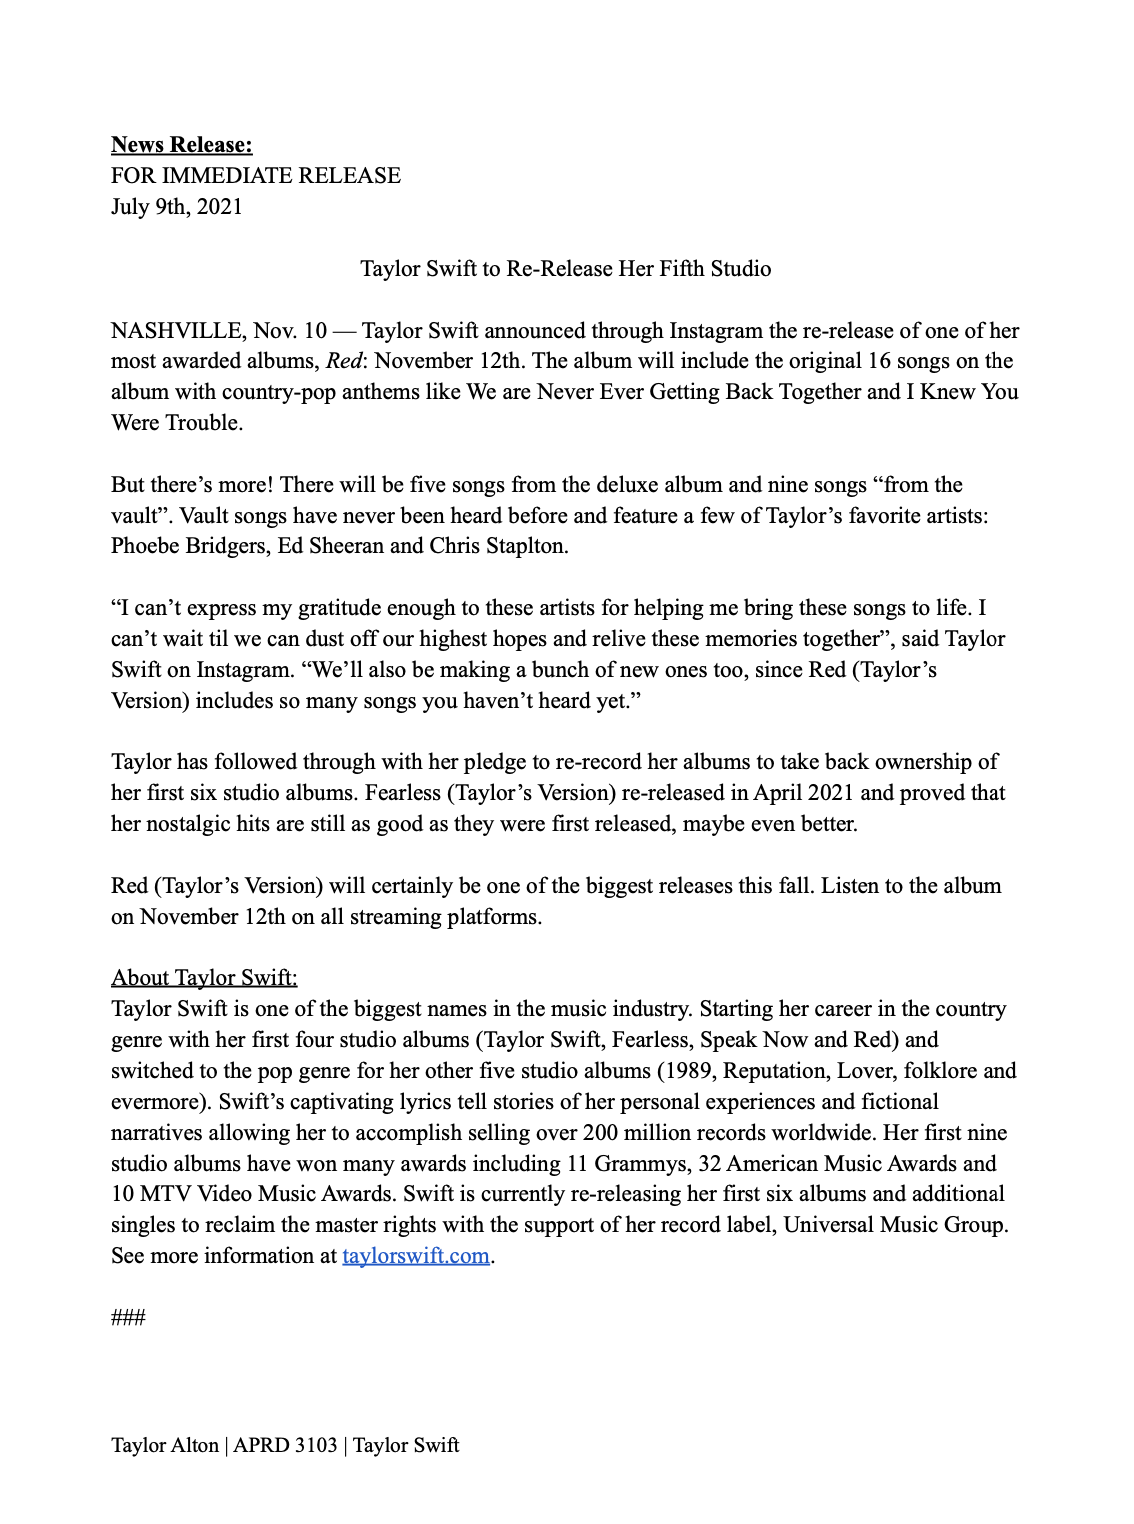 News Release:
FOR IMMEDIATE RELEASE
July 9th, 2021
Taylor Swift to Re-Release Her Fifth Studio
NASHVILLE, Nov. 10 — Taylor Swift announced through Instagram the re-release of one of her
most awarded albums, Red: November 12th. The album will include the original 16 songs on the
album with country-pop anthems like We are Never Ever Getting Back Together and I Knew You
Were Trouble.
But there’s more! There will be five songs from the deluxe album and nine songs “from the
vault”. Vault songs have never been heard before and feature a few of Taylor’s favorite artists:
Phoebe Bridgers, Ed Sheeran and Chris Staplton.
“I can’t express my gratitude enough to these artists for helping me bring these songs to life. I
can’t wait til we can dust off our highest hopes and relive these memories together”, said Taylor
Swift on Instagram. “We’ll also be making a bunch of new ones too, since Red (Taylor’s
Version) includes so many songs you haven’t heard yet.”
Taylor has followed through with her pledge to re-record her albums to take back ownership of
her first six studio albums. Fearless (Taylor’s Version) re-released in April 2021 and proved that
her nostalgic hits are still as good as they were first released, maybe even better.
Red (Taylor’s Version) will certainly be one of the biggest releases this fall. Listen to the album
on November 12th on all streaming platforms.
About Taylor Swift:
Taylor Swift is one of the biggest names in the music industry. Starting her career in the country
genre with her first four studio albums (Taylor Swift, Fearless, Speak Now and Red) and
switched to the pop genre for her other five studio albums (1989, Reputation, Lover, folklore and
evermore). Swift’s captivating lyrics tell stories of her personal experiences and fictional
narratives allowing her to accomplish selling over 200 million records worldwide. Her first nine
studio albums have won many awards including 11 Grammys, 32 American Music Awards and
10 MTV Video Music Awards. Swift is currently re-releasing her first six albums and additional
singles to reclaim the master rights with the support of her record label, Universal Music Group.
See more information at taylorswift.com.
###
Taylor Alton | APRD 3103 | Taylor Swift